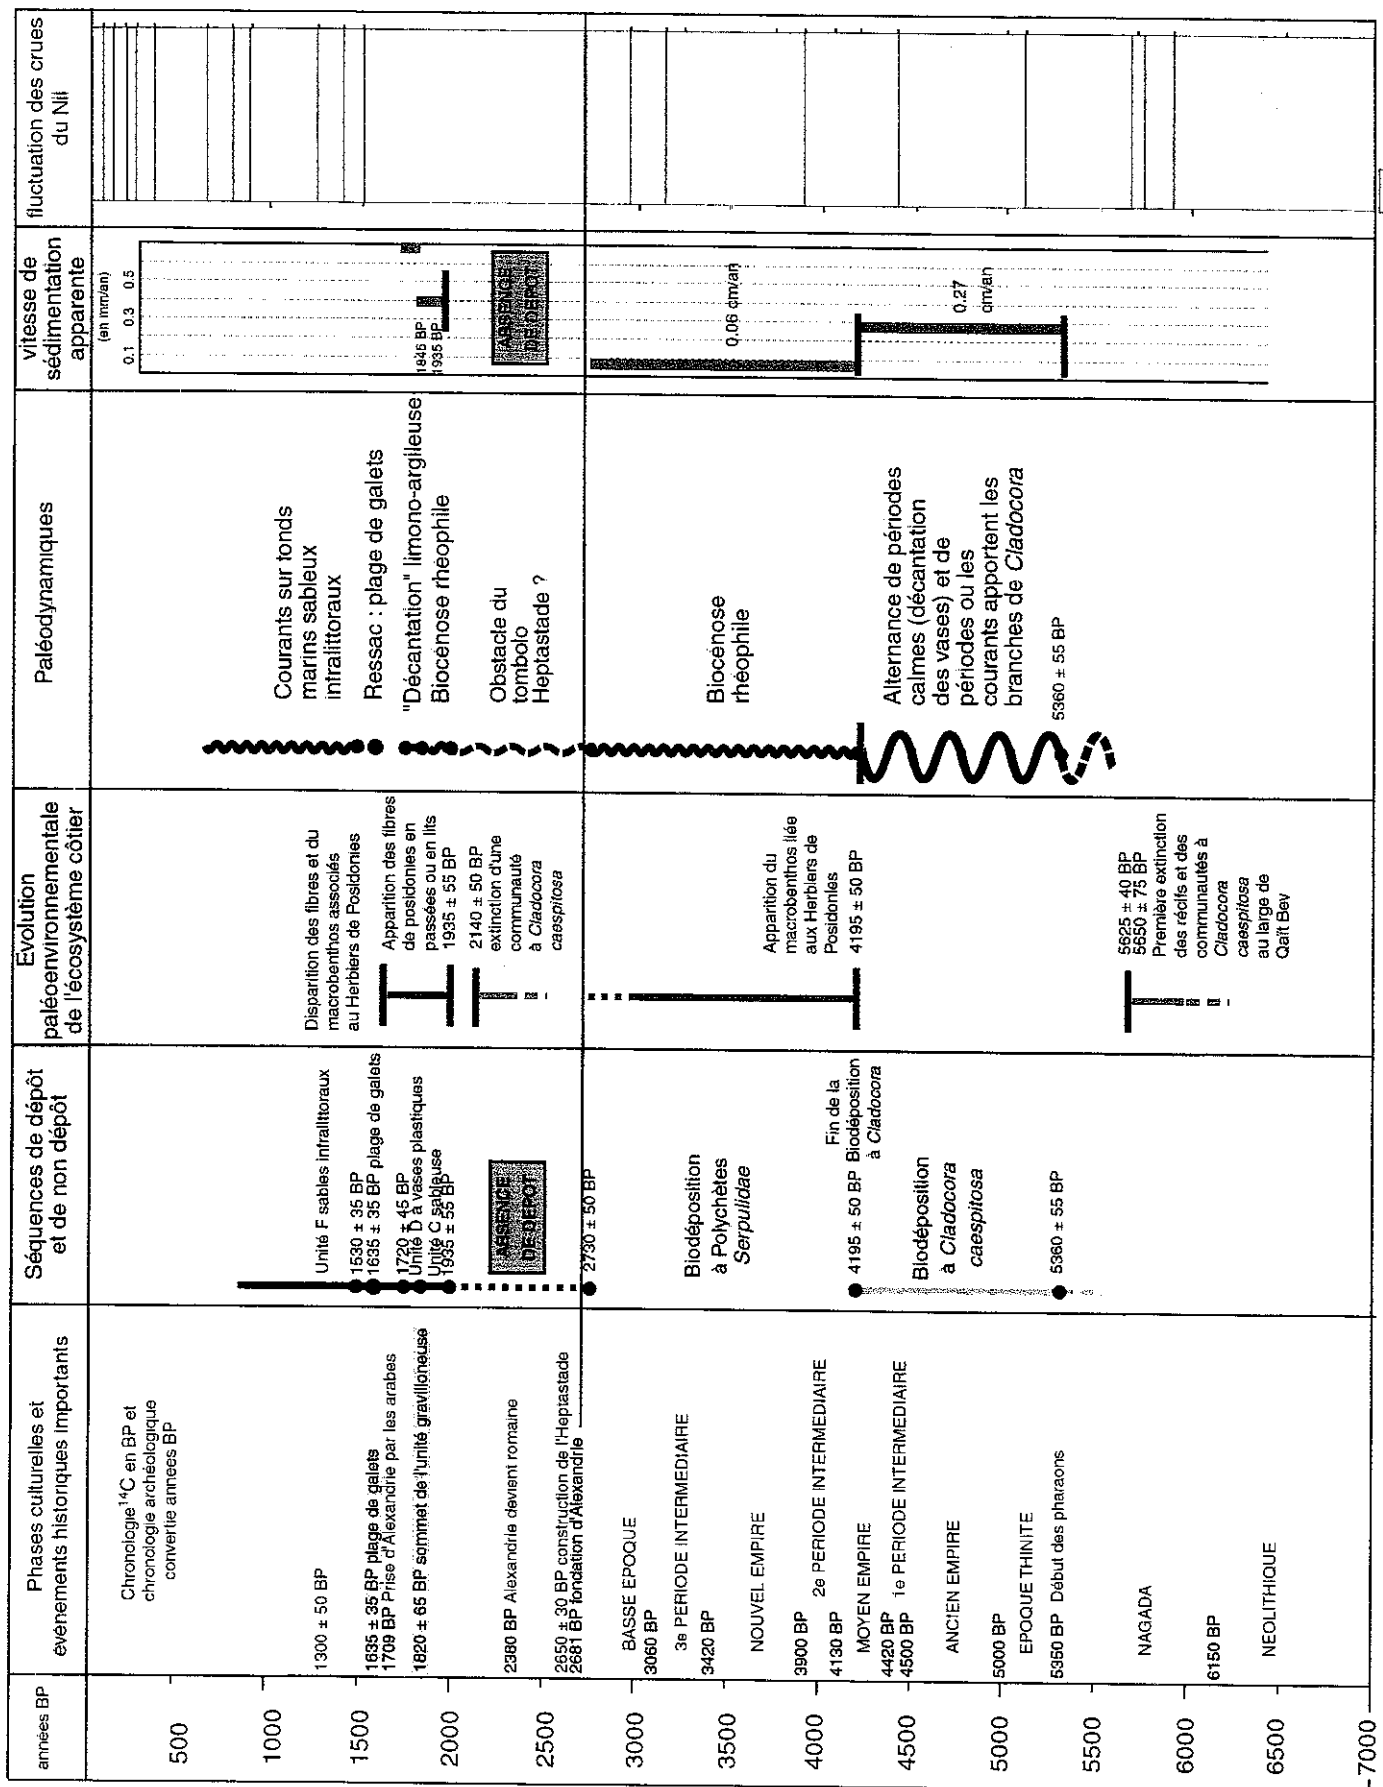 années BP
500
1000
1500
2000
2500
3000
3500
4000
4500
5000
5500
6000
6500
7000
Phases culturelles et
évènements historiques importants
Chronologie 14C en BP et
chronologie archéologique
convertie annees BP
1300 ± 50 BP
1635 ± 35 BP plage de galets
1709 BP Prise d'Alexandrie par les arabes
1820 ± 65 BP sommet de l'unité gravilloneuse
2380 BP Alexandrie devient romaine
2650 ± 30 BP construction de l'Heptastade
2681 BP fondation d'Alexandrie
BASSE EPOQUE
3060 BP
3e PERIODE INTERMEDIAIRE
3420 BP
NOUVEL EMPIRE
3900 BP
2e PERIODE INTERMEDIAIRE
4130 BP
MOYEN EMPIRE
4420 BP
4500 BP 1e PERIODE INTERMEDIAIRE
ANCIEN EMPIRE
5000 BP
EPOQUE THINITE
5360 BP Début des pharaons
NAGADA
6150 BP
NEOLITHIQUE
Séquences de dépôt
et de non dépôt
Unité F sables infralittoraux
1530 ± 35 BP
1635 ± 35 BP plage de galets
1720 ± 45 BP
Unité D à vases plastiques
Unité C sableuse
1935 ± 55 BP
ABSENCE
DE DEPOT
2730 ± 50 BP
Biodéposition
à Polychètes
Serpulidae
Fin de la
4195 ± 50 BP Biodéposition
à Cladocora
Biodéposition
à Cladocora
caespitosa
5360 ± 55 BP
Evolution
paléoenvironnementale
de l'écosystème côtier
Disparition des fibres et du
macrobenthos associés
au Herbiers de Posidonies
Apparition des fibres
de posidonies en
passées ou en lits
1935 ± 55 BP
2140 ± 50 BP
extinction d'une
communauté
à Cladocora
caespitosa
Apparition du
macrobenthos liée
aux Herbiers de
Posidonies
4195 ± 50 BP
5625 ± 40 BP
5650 ± 75 BP
Première extinction
des récifs et des
communautés à
Cladocora
caespitosa
au large de
Qaït Bey
Paléodynamiques
Courants sur fonds
marins sableux
infralittoraux
Ressac : plage de galets
"Décantation" limono-argileuse
Biocénose rhéophile
Obstacle du
tombolo
Heptastade ?
Biocénose
rhéophile
Alternance de périodes
calmes (décantation
des vases) et de
périodes ou les
courants apportent les
branches de Cladocora
5360 ± 55 BP
vitesse de
sédimentation
apparente
(en mm/an)
0.1 0.3 0.5
1845 BP
1935 BP
ABSENCE
DE DEPOT
0.06 cm/an
0.27
cm/an
fluctuation des crues
du Nil